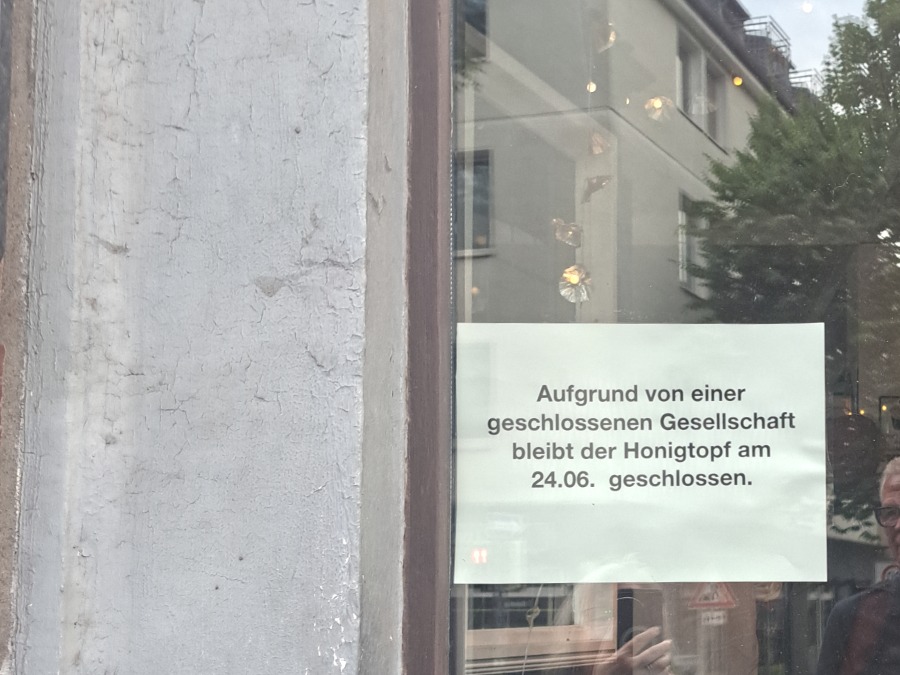 Aufgrund von einer
geschlossenen Gesellschaft
bleibt der Honigtopf am
24.06.  geschlossen.